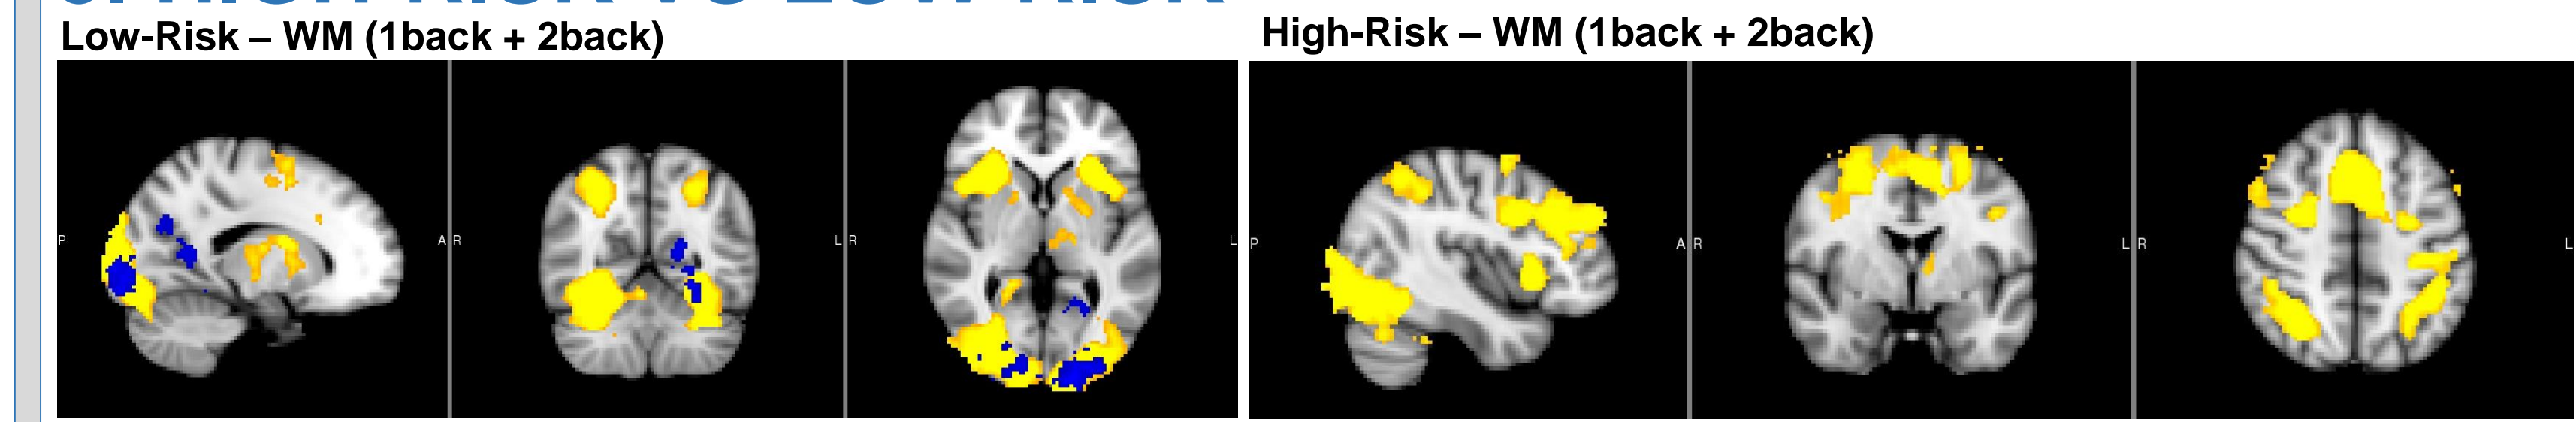 Low-Risk – WM (1back + 2back)
High-Risk – WM (1back + 2back)
P A R L R L
P A R L R L